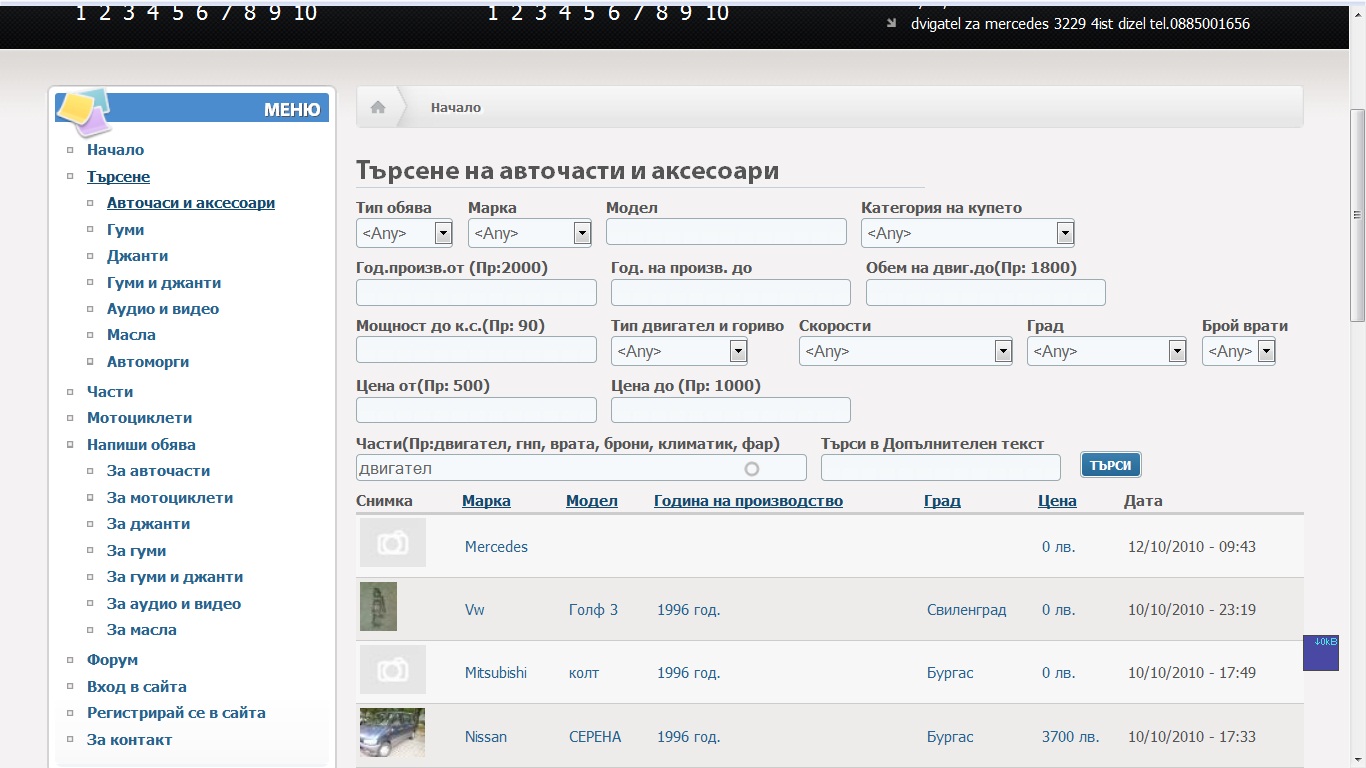 1 2 3 4 5 6 7 8 9 10
1 2 3 4 5 6 7 8 9 10
dvigatel za mercedes 3229 4ist dizel tel.0885001656
МЕНЮ
Начало
Търсене
Авточаси и аксесоари
Гуми
Джанти
Гуми и джанти
Аудио и видео
Масла
Автоморги
Части
Мотоциклети
Напиши обява
За авточасти
За мотоциклети
За джанти
За гуми
За гуми и джанти
За аудио и видео
За масла
Форум
Вход в сайта
Регистрирай се в сайта
За контакт
Начало
Търсене на авточасти и аксесоари
Тип обява Марка Модел Категория на купето
<Any> <Any> <Any>
Год.произв.от (Пр:2000) Год. на произв. до Обем на двиг.до(Пр: 1800)
Мощност до к.с.(Пр: 90) Тип двигател и гориво Скорости Град Брой врати
<Any> <Any> <Any> <Any>
Цена от(Пр: 500) Цена до (Пр: 1000)
Части(Пр:двигател, гнп, врата, брони, климатик, фар) Търси в Допълнителен текст
двигател ТЪРСИ
Снимка Марка Модел Година на производство Град Цена Дата
Mercedes 0 лв. 12/10/2010 - 09:43
Vw Голф 3 1996 год. Свиленград 0 лв. 10/10/2010 - 23:19
↓0kB
Mitsubishi колт 1996 год. Бургас 0 лв. 10/10/2010 - 17:49
Nissan СЕРЕНА 1996 год. Бургас 3700 лв. 10/10/2010 - 17:33